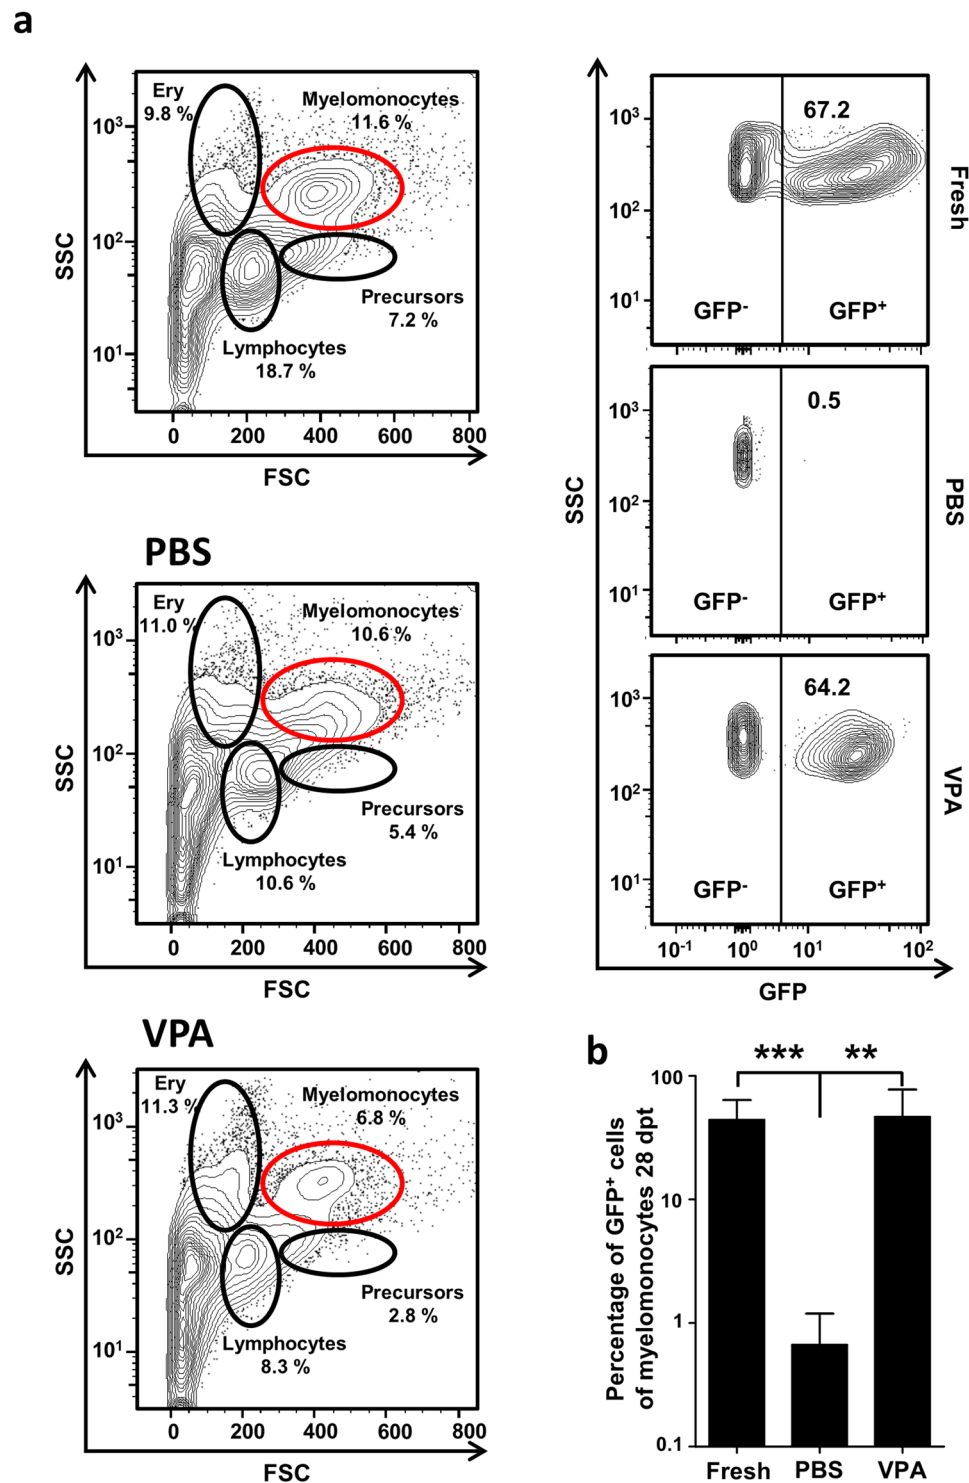 a
Ery
9.8 %
Myelomonocytes
11.6 %
Precursors
7.2 %
Lymphocytes
18.7 %
10³
10²
10¹
SSC
0 200 400 600 800
FSC
PBS
Ery
11.0 %
Myelomonocytes
10.6 %
Precursors
5.4 %
Lymphocytes
10.6 %
10³
10²
10¹
SSC
0 200 400 600 800
FSC
VPA
Ery
11.3 %
Myelomonocytes
6.8 %
Precursors
2.8 %
Lymphocytes
8.3 %
10³
10²
10¹
SSC
0 200 400 600 800
FSC
67.2
10³
10²
10¹
GFP⁻ GFP⁺
Fresh
0.5
10³
10²
10¹
GFP⁻ GFP⁺
PBS
SSC
64.2
10³
10²
10¹
GFP⁻ GFP⁺
VPA
10⁻¹ 10⁰ 10¹ 10²
GFP
b
*** **
100
10
1
0.1
Percentage of GFP⁺ cells
of myelomonocytes 28 dpt
Fresh PBS VPA